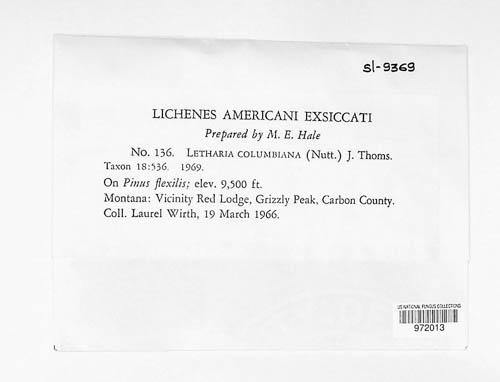 sl-9369
LICHENES AMERICANI EXSICCATI
Prepared by M. E. Hale
No. 136. LETHARIA COLUMBIANA (Nutt.) J. Thoms.
Taxon 18:536. 1969.
On Pinus flexilis; elev. 9,500 ft.
Montana: Vicinity Red Lodge, Grizzly Peak, Carbon County.
Coll. Laurel Wirth, 19 March 1966.
US NATIONAL FUNGUS COLLECTIONS
972013